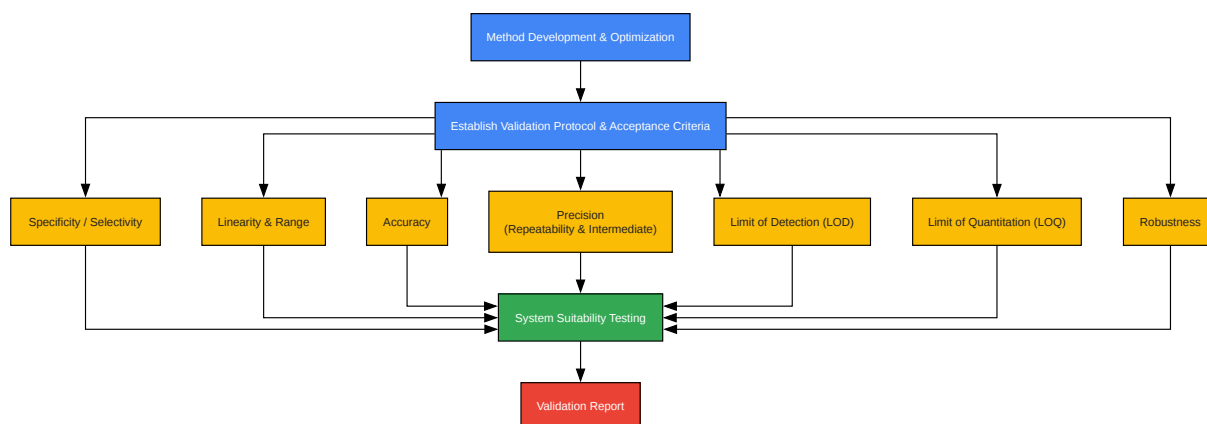 Method Development & Optimization
Establish Validation Protocol & Acceptance Criteria
Specificity / Selectivity
Linearity & Range
Accuracy
Precision
(Repeatability & Intermediate)
Limit of Detection (LOD)
Limit of Quantitation (LOQ)
Robustness
System Suitability Testing
Validation Report